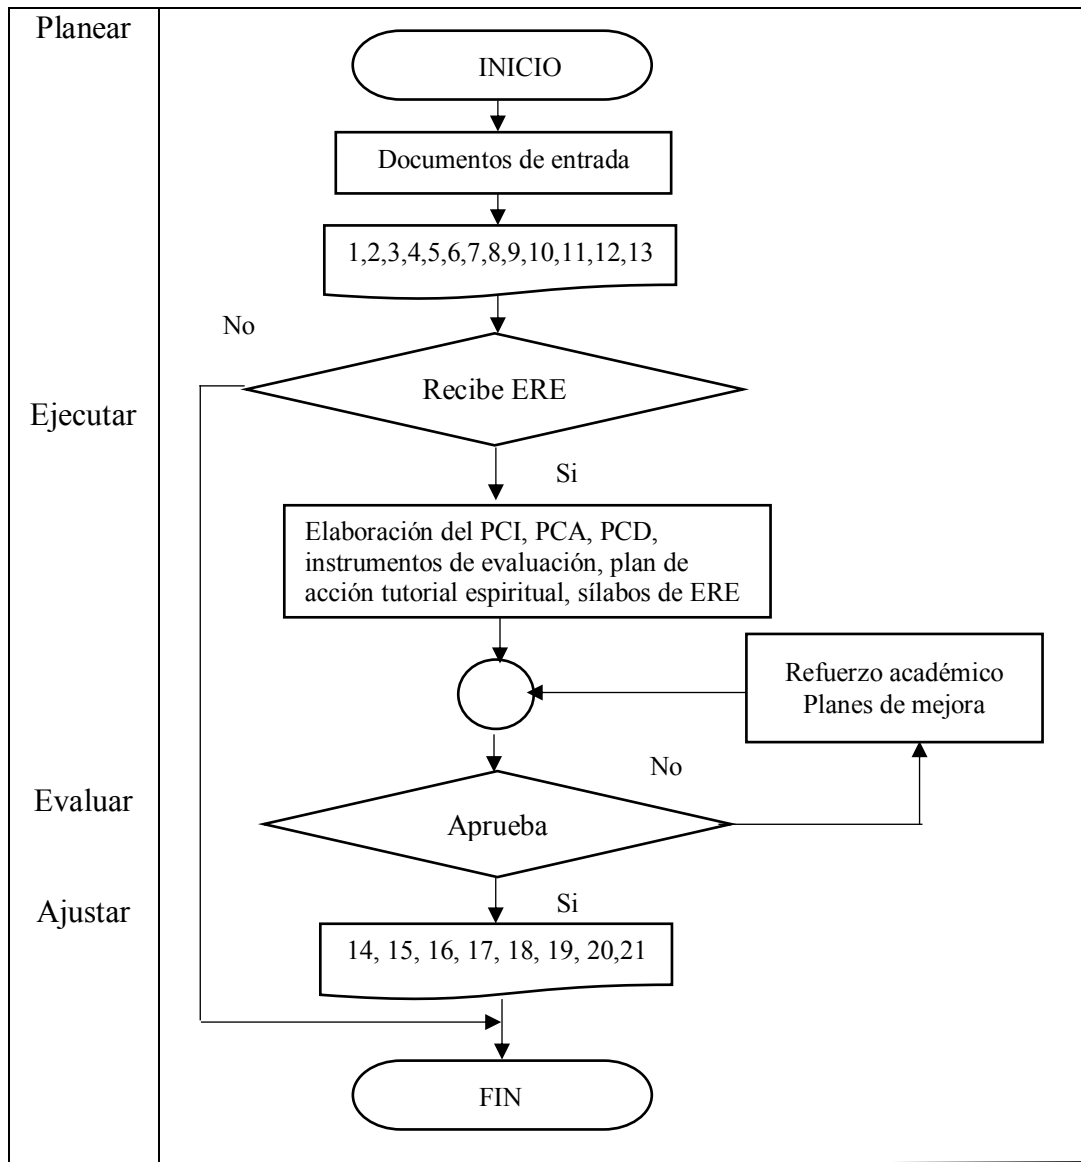 Planear
INICIO
Documentos de entrada
1,2,3,4,5,6,7,8,9,10,11,12,13
No
Recibe ERE
Ejecutar
Si
Elaboración del PCI, PCA, PCD,
instrumentos de evaluación, plan de
acción tutorial espiritual, sílabos de ERE
Refuerzo académico
Planes de mejora
No
Evaluar
Aprueba
Ajustar
Si
14, 15, 16, 17, 18, 19, 20,21
FIN